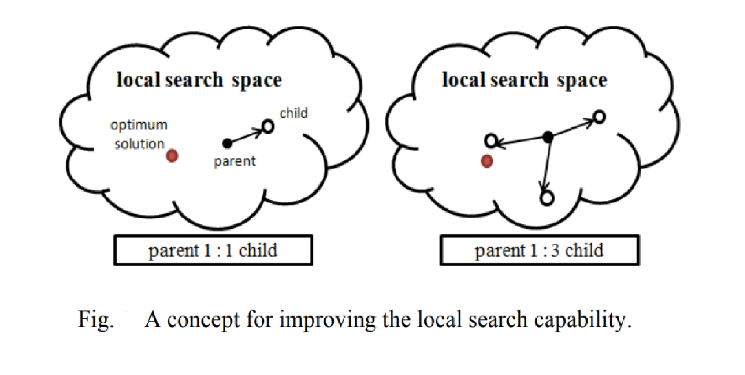 local search space
optimum
solution
child
parent
parent 1 : 1 child
local search space
parent 1 : 3 child
Fig. A concept for improving the local search capability.